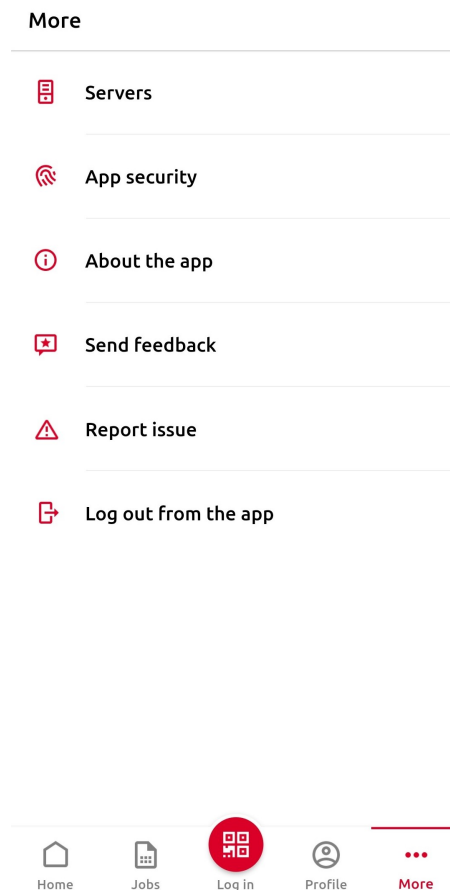 More
Servers
App security
About the app
Send feedback
Report issue
Log out from the app
Home
Jobs
Log in
Profile
More